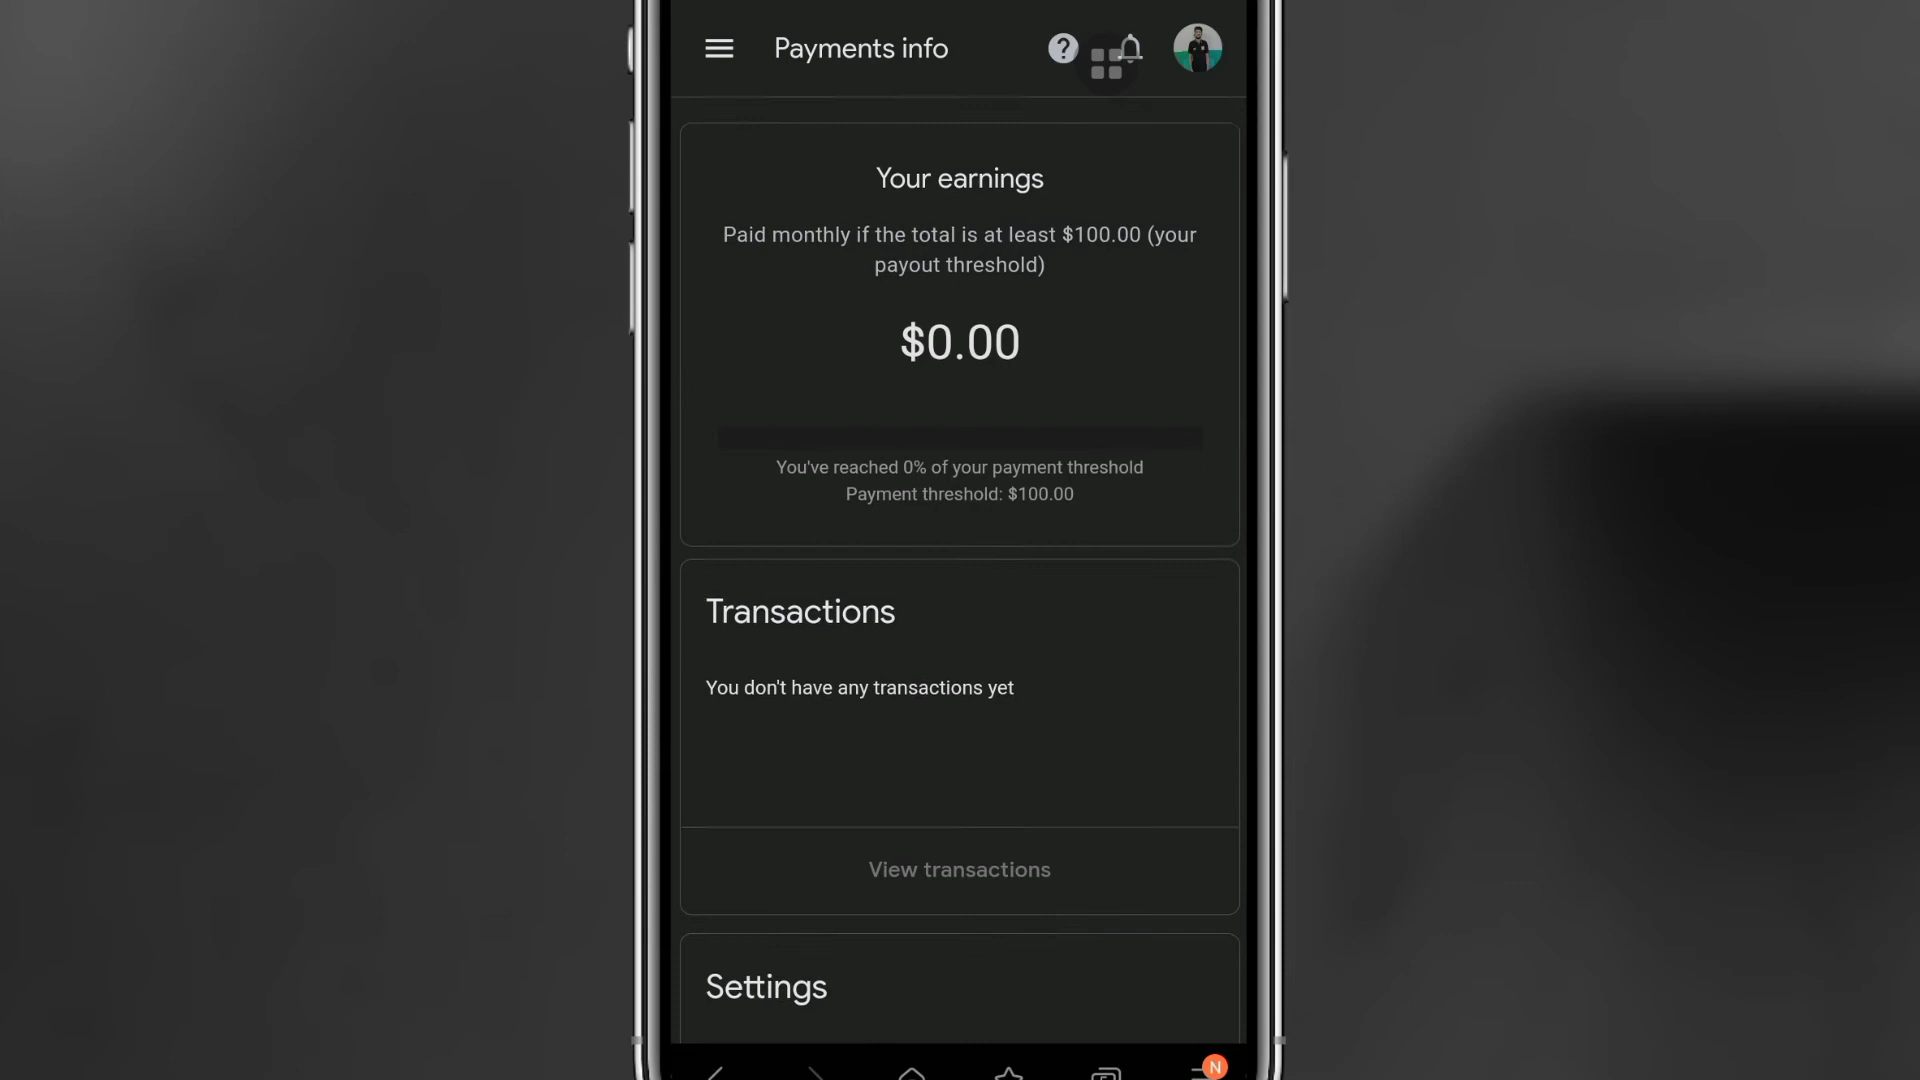 Payments info
Your earnings
Paid monthly if the total is at least $100.00 (your
payout threshold)
$0.00
You've reached 0% of your payment threshold
Payment threshold: $100.00
Transactions
You don't have any transactions yet
View transactions
Settings
N